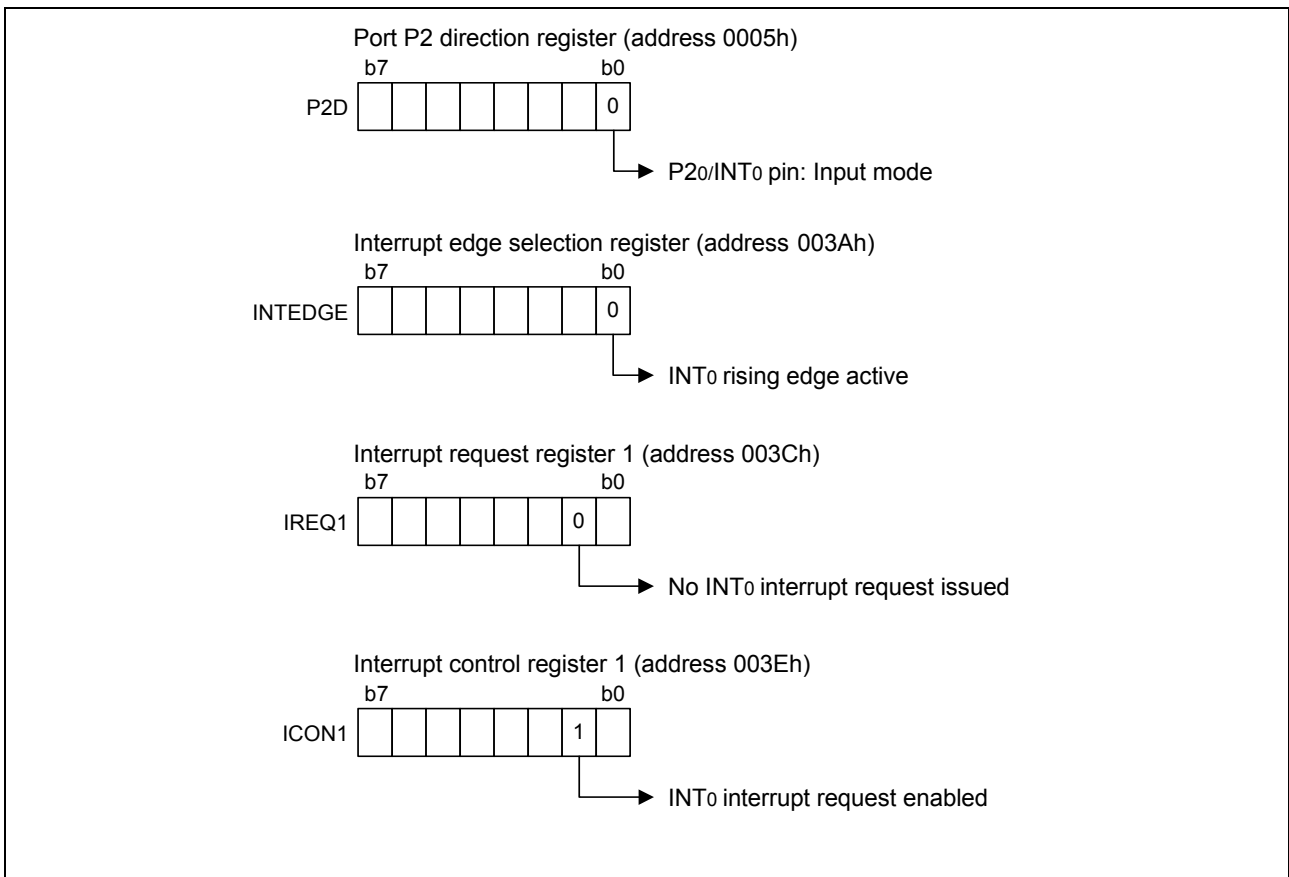 Port P2 direction register (address 0005h)
b7 b0
P2D 0
P20/INT0 pin: Input mode
Interrupt edge selection register (address 003Ah)
b7 b0
INTEDGE 0
INT0 rising edge active
Interrupt request register 1 (address 003Ch)
b7 b0
IREQ1 0
No INT0 interrupt request issued
Interrupt control register 1 (address 003Eh)
b7 b0
ICON1 1
INT0 interrupt request enabled